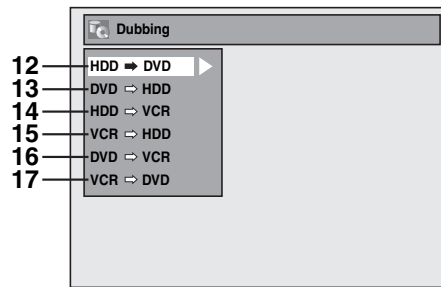 Dubbing
12 HDD ➡ DVD
13 DVD ⇨ HDD
14 HDD ⇨ VCR
15 VCR ⇨ HDD
16 DVD ⇨ VCR
17 VCR ⇨ DVD